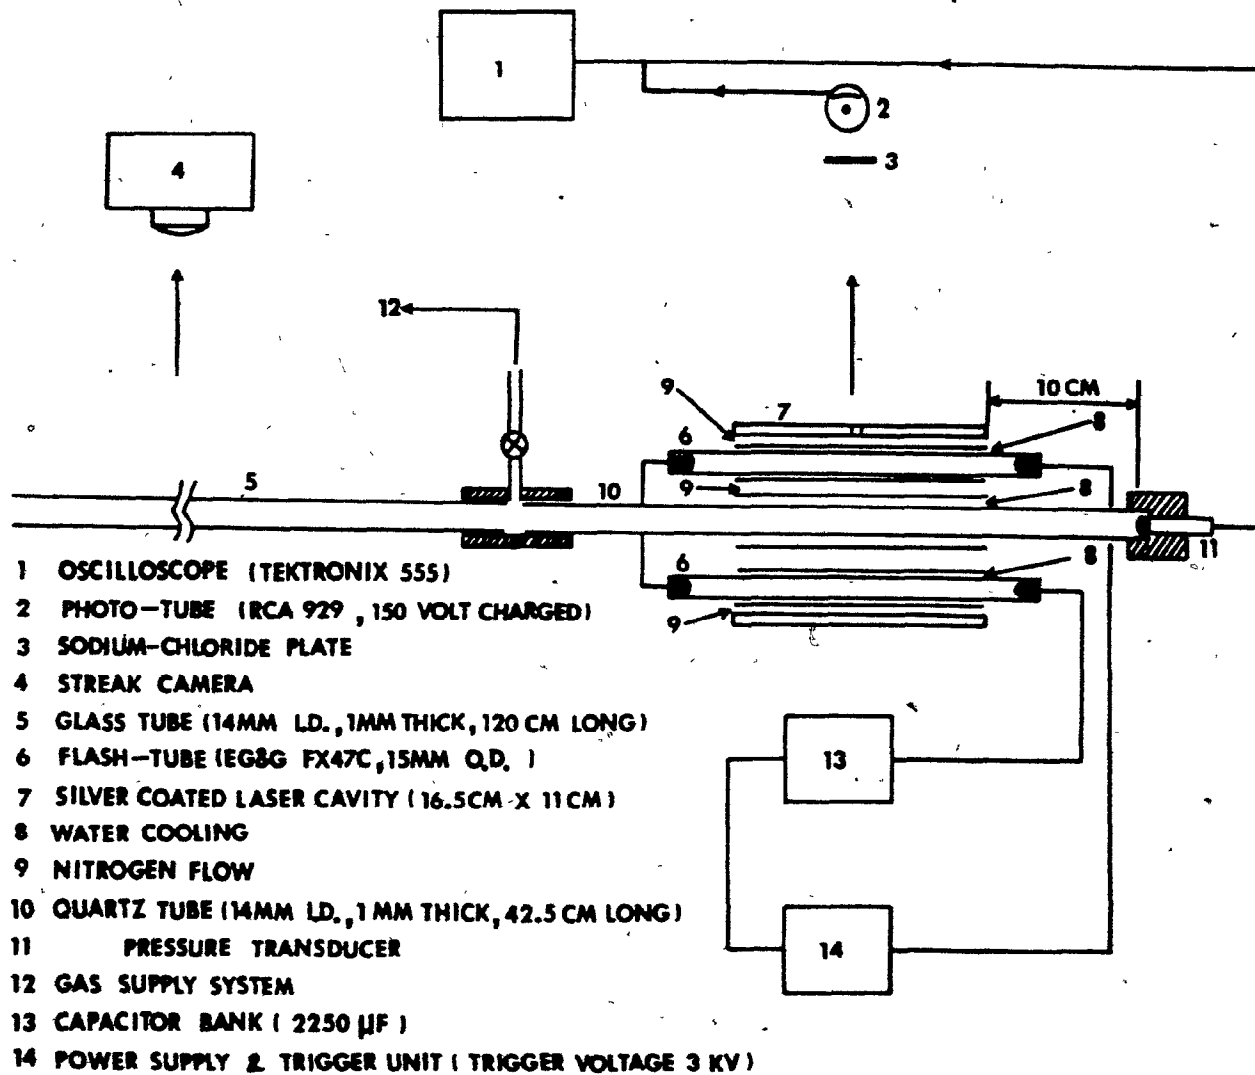 1
2
3
4
12
9
7
10 CM
8
6
5
10
9
8
11
6
8
9
1 OSCILLOSCOPE (TEKTRONIX 555)
2 PHOTO-TUBE (RCA 929, 150 VOLT CHARGED)
3 SODIUM-CHLORIDE PLATE
4 STREAK CAMERA
5 GLASS TUBE (14MM I.D., 1MM THICK, 120 CM LONG)
6 FLASH-TUBE (EG&G FX47C, 15MM O.D. )
7 SILVER COATED LASER CAVITY (16.5CM X 11CM)
8 WATER COOLING
9 NITROGEN FLOW
10 QUARTZ TUBE (14MM I.D., 1MM THICK, 42.5 CM LONG)
11 PRESSURE TRANSDUCER
12 GAS SUPPLY SYSTEM
13 CAPACITOR BANK ( 2250 μF )
14 POWER SUPPLY & TRIGGER UNIT ( TRIGGER VOLTAGE 3 KV)
13
14